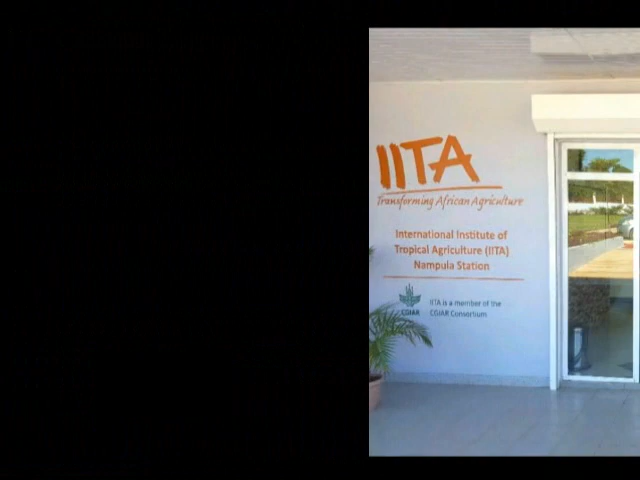 IITA
Transforming African Agriculture
International Institute of
Tropical Agriculture (IITA)
Nampula Station
CGIAR
IITA is a member of the
CGIAR Consortium